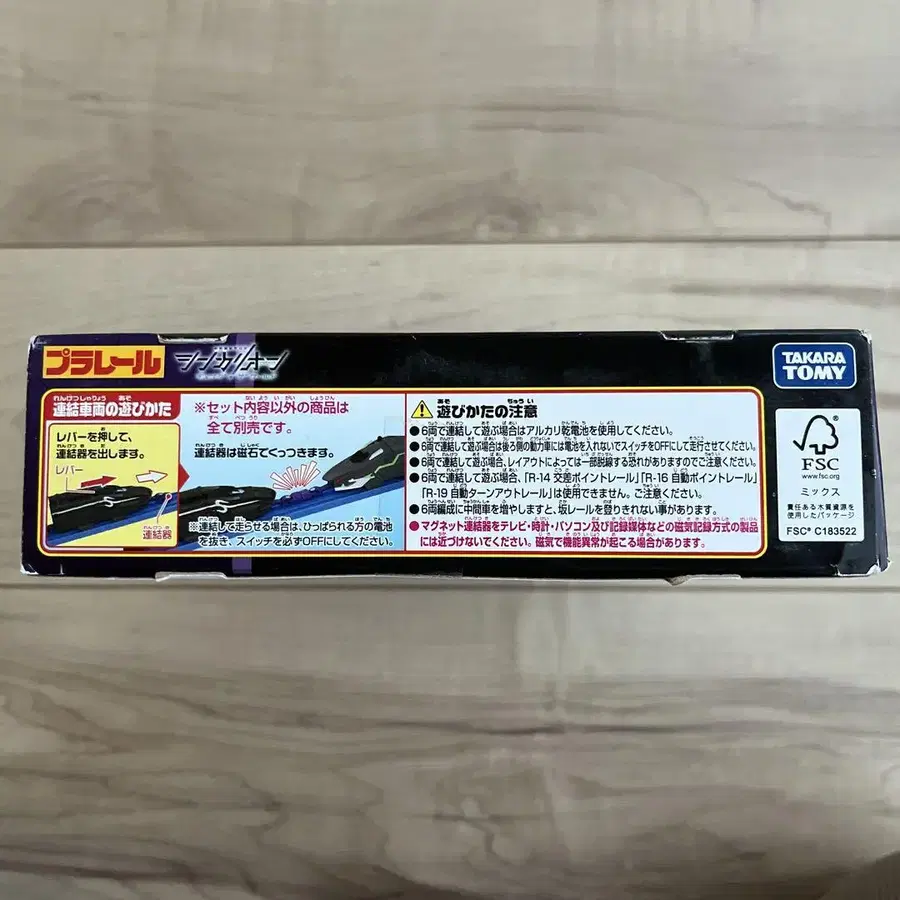 プラレール
シンカリオン
TAKARA
TOMY
連結車両の遊びかた
レバーを押して、
連結器を出します。
レバー
連結器
※セット内容以外の商品は
全て別売です。
連結器は磁石でくっつきます。
※連結して走らせる場合は、ひっぱられる方の電池
を抜き、スイッチを必ずOFFにしてください。
遊びかたの注意
●6両で連結して遊ぶ場合はアルカリ乾電池を使用してください。
●6両で連結して遊ぶ場合は後ろ側の動力車には電池を入れないでスイッチをOFFにして走行させてください。
●6両で連結して遊ぶ場合、レイアウトによっては一部脱線する恐れがありますのでご注意ください。
●6両で連結して遊ぶ場合、「R-14 交差ポイントレール」「R-16 自動ポイントレール」
「R-19 自動ターンアウトレール」は使用できません。ご注意ください。
●6両編成に中間車を増やしますと、坂レールを登りきれない事があります。
●マグネット連結器をテレビ・時計・パソコン及び記録媒体などの磁気記録方式の製品
には近づけないでください。磁気で機能異常が起こる場合があります。
FSC
www.fsc.org
ミックス
責任ある木質資源を
使用したパッケージ
FSC® C183522